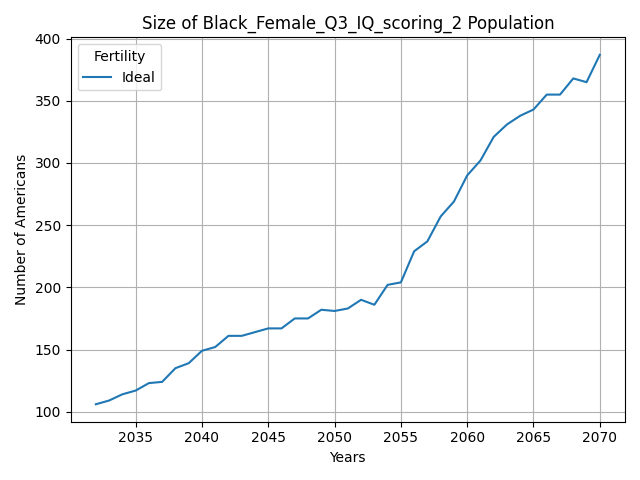 Size of Black_Female_Q3_IQ_scoring_2 Population
Fertility
Ideal
Number of Americans
400
350
300
250
200
150
100
2035 2040 2045 2050 2055 2060 2065 2070
Years